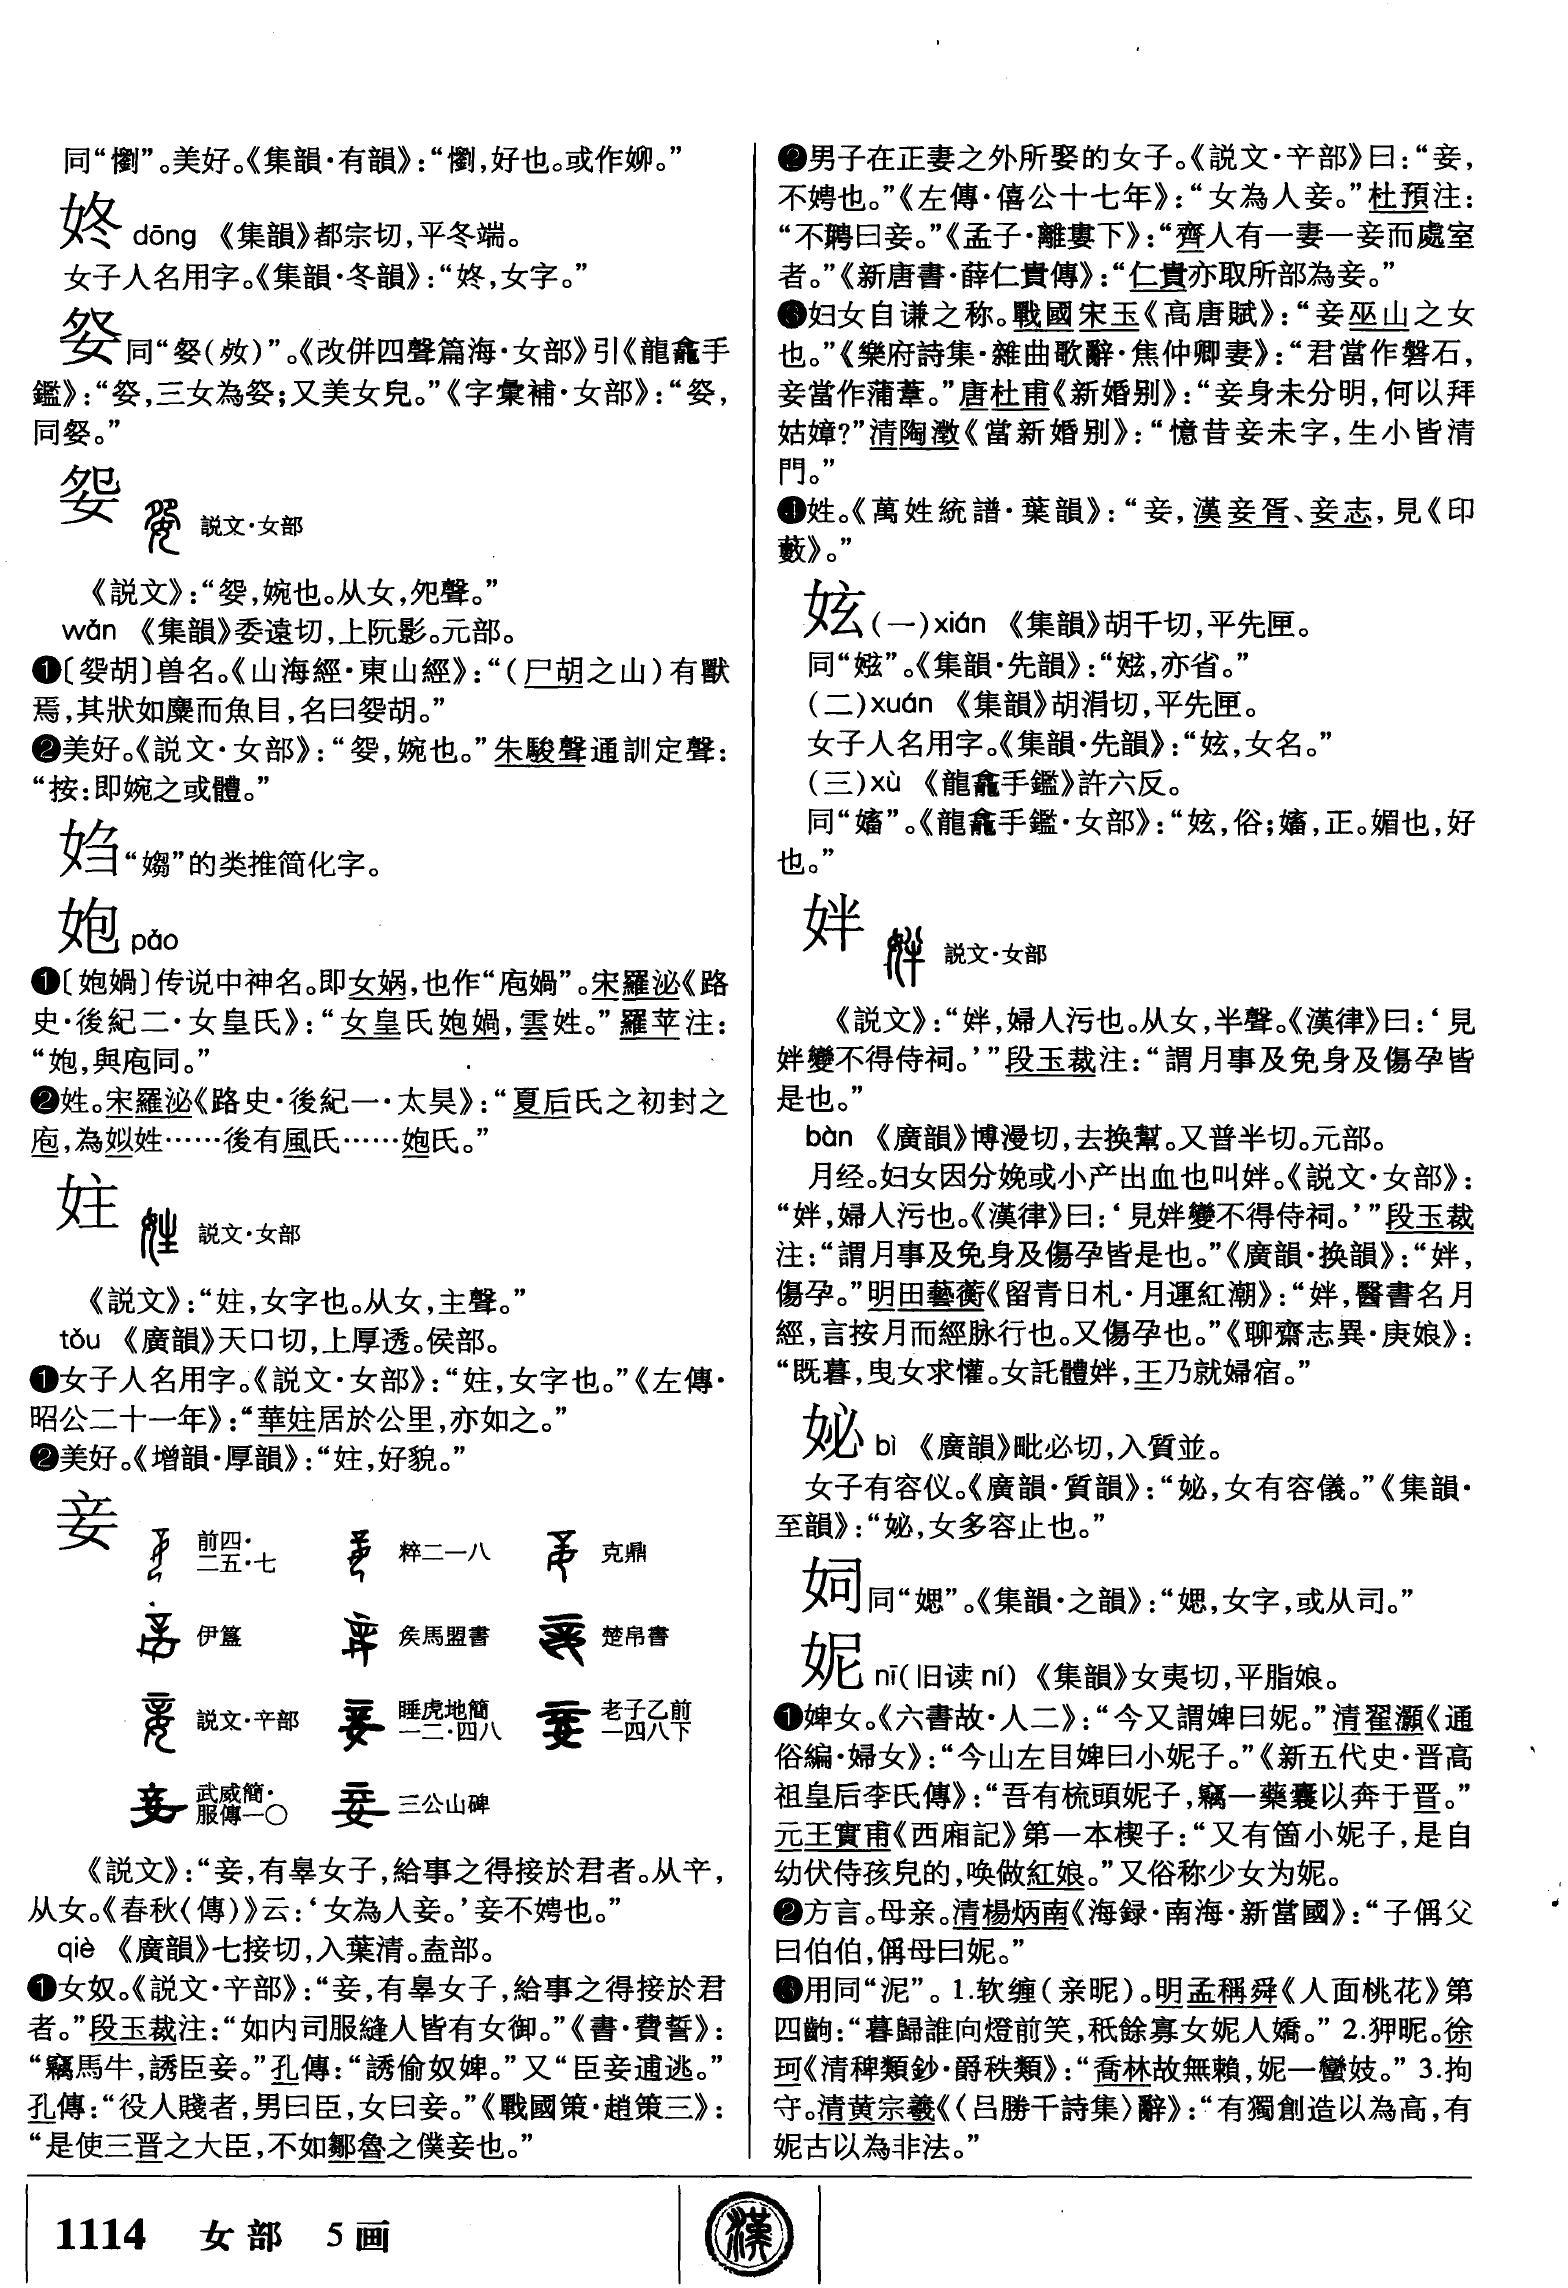 同“懰”。美好。《集韻·有韻》：“懰，好也。或作媹。”
㚵 dōng 《集韻》都宗切，平冬端。
女子人名用字。《集韻·冬韻》：“㚵，女字。”
同“㛑（奻）”。《改併四聲篇海·女部》引《龍龕手
鑑》：“㛑，三女為㛑；又美女皃。”《字彙補·女部》：“㛑，
同㛑。”
㚲 説文·女部
《説文》：“㚲，婉也。从女，夗聲。”
wǎn 《集韻》委遠切，上阮影。元部。
❶〔㚲胡〕兽名。《山海經·東山經》：“（尸胡之山）有獸
焉，其狀如麋而魚目，名曰㚲胡。”
❷美好。《説文·女部》：“㚲，婉也。”朱駿聲通訓定聲：
“按：即婉之或體。”
㛀“媰”的类推简化字。
㚿 pǎo
❶〔㚿媧〕传说中神名。即女娲，也作“庖媧”。宋羅泌《路
史·後紀二·女皇氏》：“女皇氏㚿媧，雲姓。”羅苹注：
“㚿，與庖同。”
❷姓。宋羅泌《路史·後紀一·太昊》：“夏后氏之初封之
庖，為姒姓……後有風氏……㚿氏。”
妵 説文·女部
《説文》：“妵，女字也。从女，主聲。”
tǒu 《廣韻》天口切，上厚透。侯部。
❶女子人名用字。《説文·女部》：“妵，女字也。”《左傳·
昭公二十一年》：“華妵居於公里，亦如之。”
❷美好。《增韻·厚韻》：“妵，好貌。”
妾 前四·二五·七 粹二一八 克鼎
伊簋 矦馬盟書 楚帛書
説文·䇂部 睡虎地簡一二·四八 老子乙前一四八下
武威簡·服傳一〇 三公山碑
《説文》：“妾，有辠女子，給事之得接於君者。从䇂，
从女。《春秋（傳）》云：‘女為人妾。’妾不娉也。”
qiè 《廣韻》七接切，入葉清。盍部。
❶女奴。《説文·䇂部》：“妾，有辠女子，給事之得接於君
者。”段玉裁注：“如内司服縫人皆有女御。”《書·費誓》：
“竊馬牛，誘臣妾。”孔傳：“誘偷奴婢。”又“臣妾逋逃。”
孔傳：“役人賤者，男曰臣，女曰妾。”《戰國策·趙策三》：
“是使三晋之大臣，不如鄒魯之僕妾也。”
❷男子在正妻之外所娶的女子。《説文·䇂部》曰：“妾，
不娉也。”《左傳·僖公十七年》：“女為人妾。”杜預注：
“不聘曰妾。”《孟子·離婁下》：“齊人有一妻一妾而處室
者。”《新唐書·薛仁貴傳》：“仁貴亦取所部為妾。”
❸妇女自谦之称。戰國宋玉《高唐賦》：“妾巫山之女
也。”《樂府詩集·雜曲歌辭·焦仲卿妻》：“君當作磐石，
妾當作蒲葦。”唐杜甫《新婚别》：“妾身未分明，何以拜
姑嫜？”清陶澂《當新婚别》：“憶昔妾未字，生小皆清
門。”
❹姓。《萬姓統譜·葉韻》：“妾，漢妾胥、妾志，見《印
藪》。”
妶（一）xián 《集韻》胡千切，平先匣。
同“嫙”。《集韻·先韻》：“嫙，亦省。”
（二）xuán 《集韻》胡涓切，平先匣。
女子人名用字。《集韻·先韻》：“妶，女名。”
（三）xù 《龍龕手鑑》許六反。
同“嬌”。《龍龕手鑑·女部》：“妶，俗；嬌，正。媚也，好
也。”
姅 説文·女部
《説文》：“姅，婦人污也。从女，半聲。《漢律》曰：‘見
姅變不得侍祠。’”段玉裁注：“謂月事及免身及傷孕皆
是也。”
bàn 《廣韻》博漫切，去换幫。又普半切。元部。
月经。妇女因分娩或小产出血也叫姅。《説文·女部》：
“姅，婦人污也。《漢律》曰：‘見姅變不得侍祠。’”段玉裁
注：“謂月事及免身及傷孕皆是也。”《廣韻·换韻》：“姅，
傷孕。”明田藝蘅《留青日札·月運紅潮》：“姅，醫書名月
經，言按月而經脉行也。又傷孕也。”《聊齋志異·庚娘》：
“既暮，曳女求懽。女託體姅，王乃就婦宿。”
妼 bì 《廣韻》毗必切，入質並。
女子有容仪。《廣韻·質韻》：“妼，女有容儀。”《集韻·
至韻》：“妼，女多容止也。”
㚸同“媤”。《集韻·之韻》：“媤，女字，或从司。”
妮 nī（旧读ní）《集韻》女夷切，平脂娘。
❶婢女。《六書故·人二》：“今又謂婢曰妮。”清翟灝《通
俗編·婦女》：“今山左目婢曰小妮子。”《新五代史·晋高
祖皇后李氏傳》：“吾有梳頭妮子，竊一藥囊以奔于晋。”
元王實甫《西廂記》第一本楔子：“又有箇小妮子，是自
幼伏侍孩兒的，唤做紅娘。”又俗称少女为妮。
❷方言。母亲。清楊炳南《海録·南海·新當國》：“子偁父
曰伯伯，偁母曰妮。”
❸用同“泥”。1.软缠（亲昵）。明孟稱舜《人面桃花》第
四齣：“暮歸誰向燈前笑，秖餘寡女妮人嬌。” 2.狎昵。徐
珂《清稗類鈔·爵秩類》：“喬林故無賴，妮一蠻妓。” 3.拘
守。清黄宗羲《〈吕勝千詩集〉辭》：“有獨創造以為高，有
妮古以為非法。”
1114 女部 5画
漢